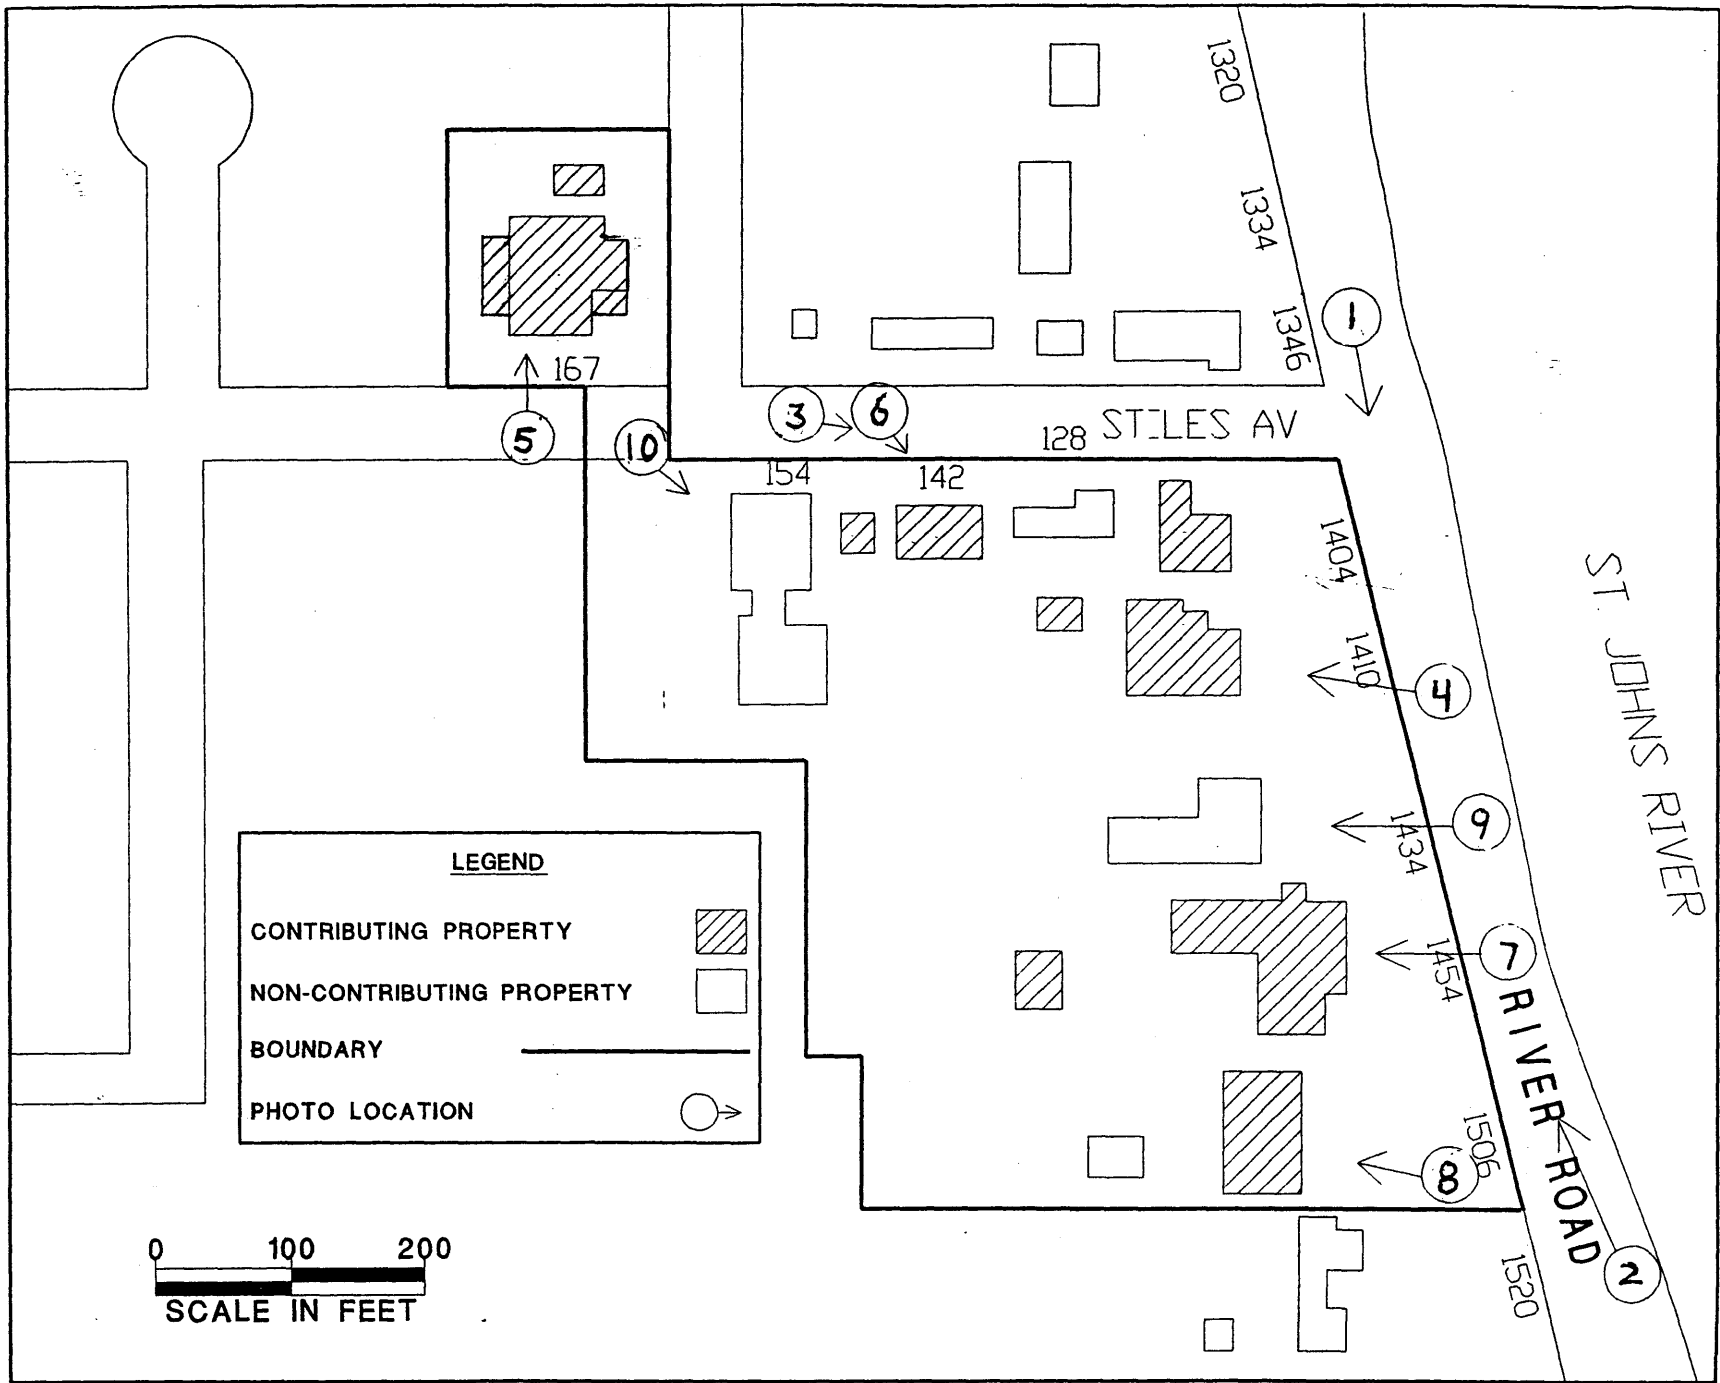 1320
1334
1346
1
167
5
10
3
6
128
STILES AV
154
142
1404
1410
4
ST. JOHNS RIVER
1434
9
LEGEND
CONTRIBUTING PROPERTY
NON-CONTRIBUTING PROPERTY
BOUNDARY
PHOTO LOCATION
1454
7
RIVER ROAD
1506
8
2
1520
0 100 200
SCALE IN FEET